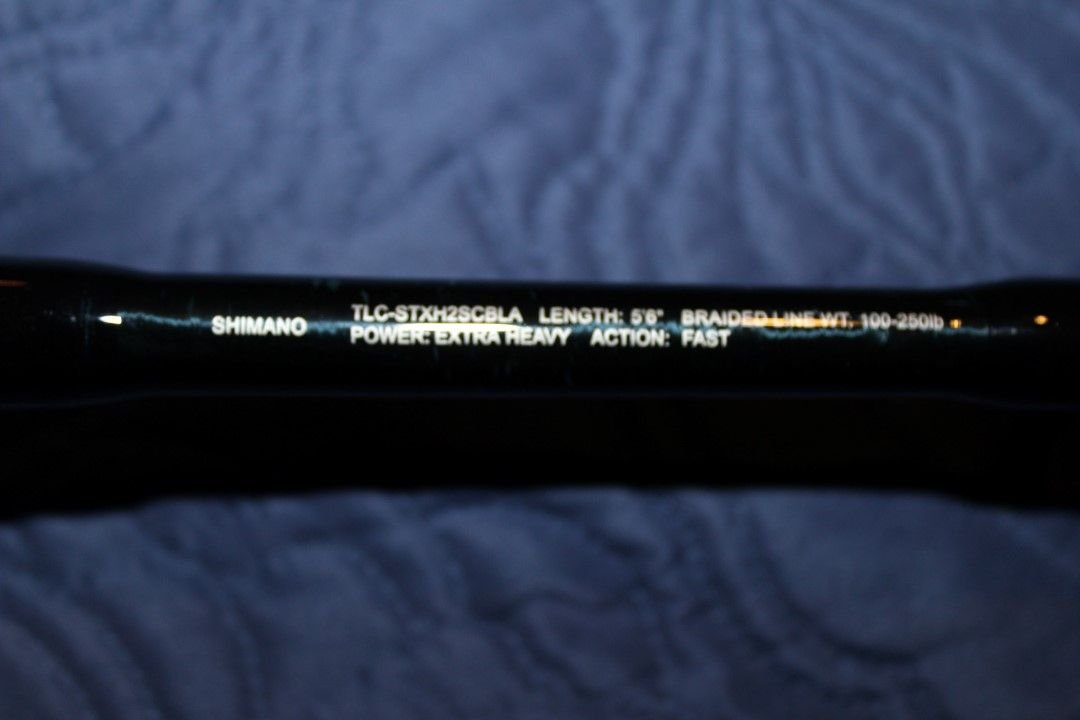 SHIMANO
TLC-STXH2SCBLA LENGTH: 5'6" BRAIDED LINE WT. 100-250lb
POWER: EXTRA HEAVY ACTION: FAST